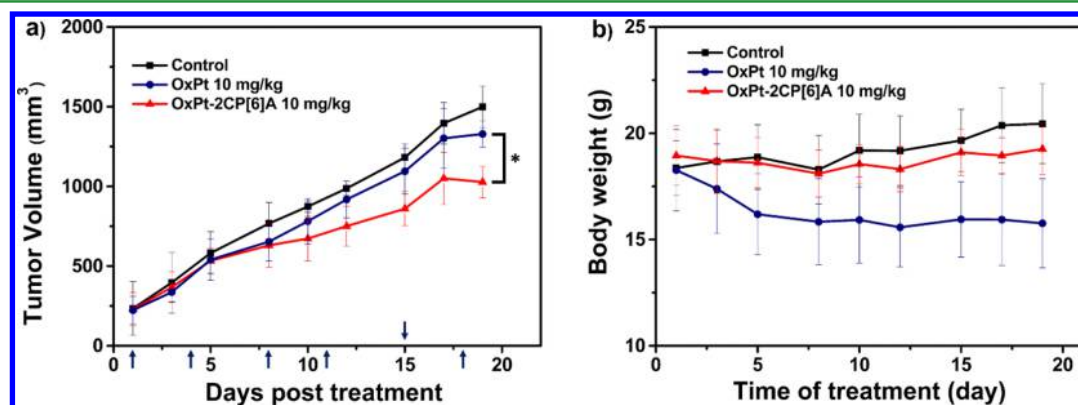 a)
Control
OxPt 10 mg/kg
OxPt-2CP[6]A 10 mg/kg
*
Tumor Volume (mm³)
2000
1500
1000
500
0
0 5 10 15 20
Days post treatment
b)
Control
OxPt 10 mg/kg
OxPt-2CP[6]A 10 mg/kg
Body weight (g)
25
20
15
10
0 5 10 15 20
Time of treatment (day)